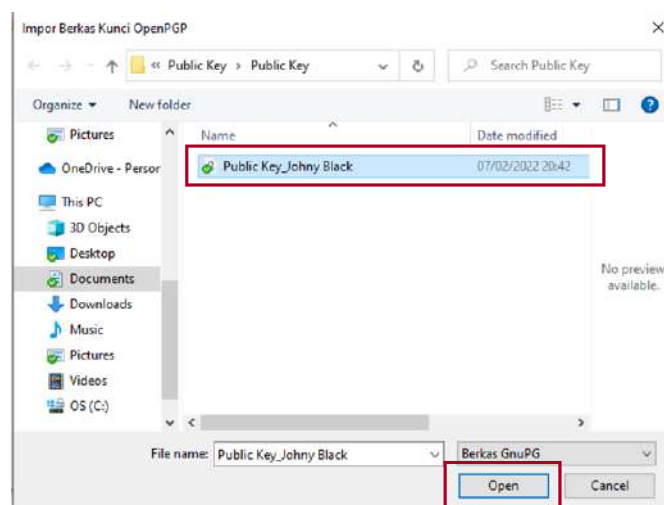 Impor Berkas Kunci OpenPGP
« Public Key › Public Key
Search Public Key
Organize
New folder
Name
Date modified
Pictures
OneDrive - Person
Public Key_Johny Black
07/02/2022 20:42
This PC
3D Objects
Desktop
Documents
Downloads
Music
Pictures
Videos
OS (C:)
No preview
available.
File name: Public Key_Johny Black
Berkas GnuPG
Open
Cancel